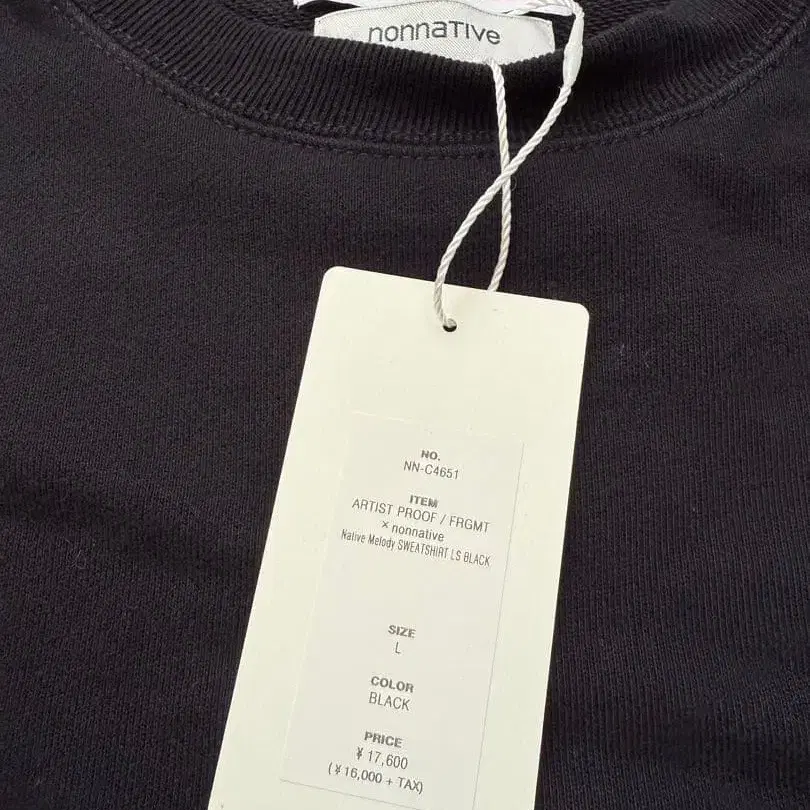 nonnative
NO.
NN-C4651
ITEM
ARTIST PROOF / FRGMT
× nonnative
Native Melody SWEATSHIRT LS BLACK
SIZE
L
COLOR
BLACK
PRICE
¥ 17,600
(¥16,000 + TAX)